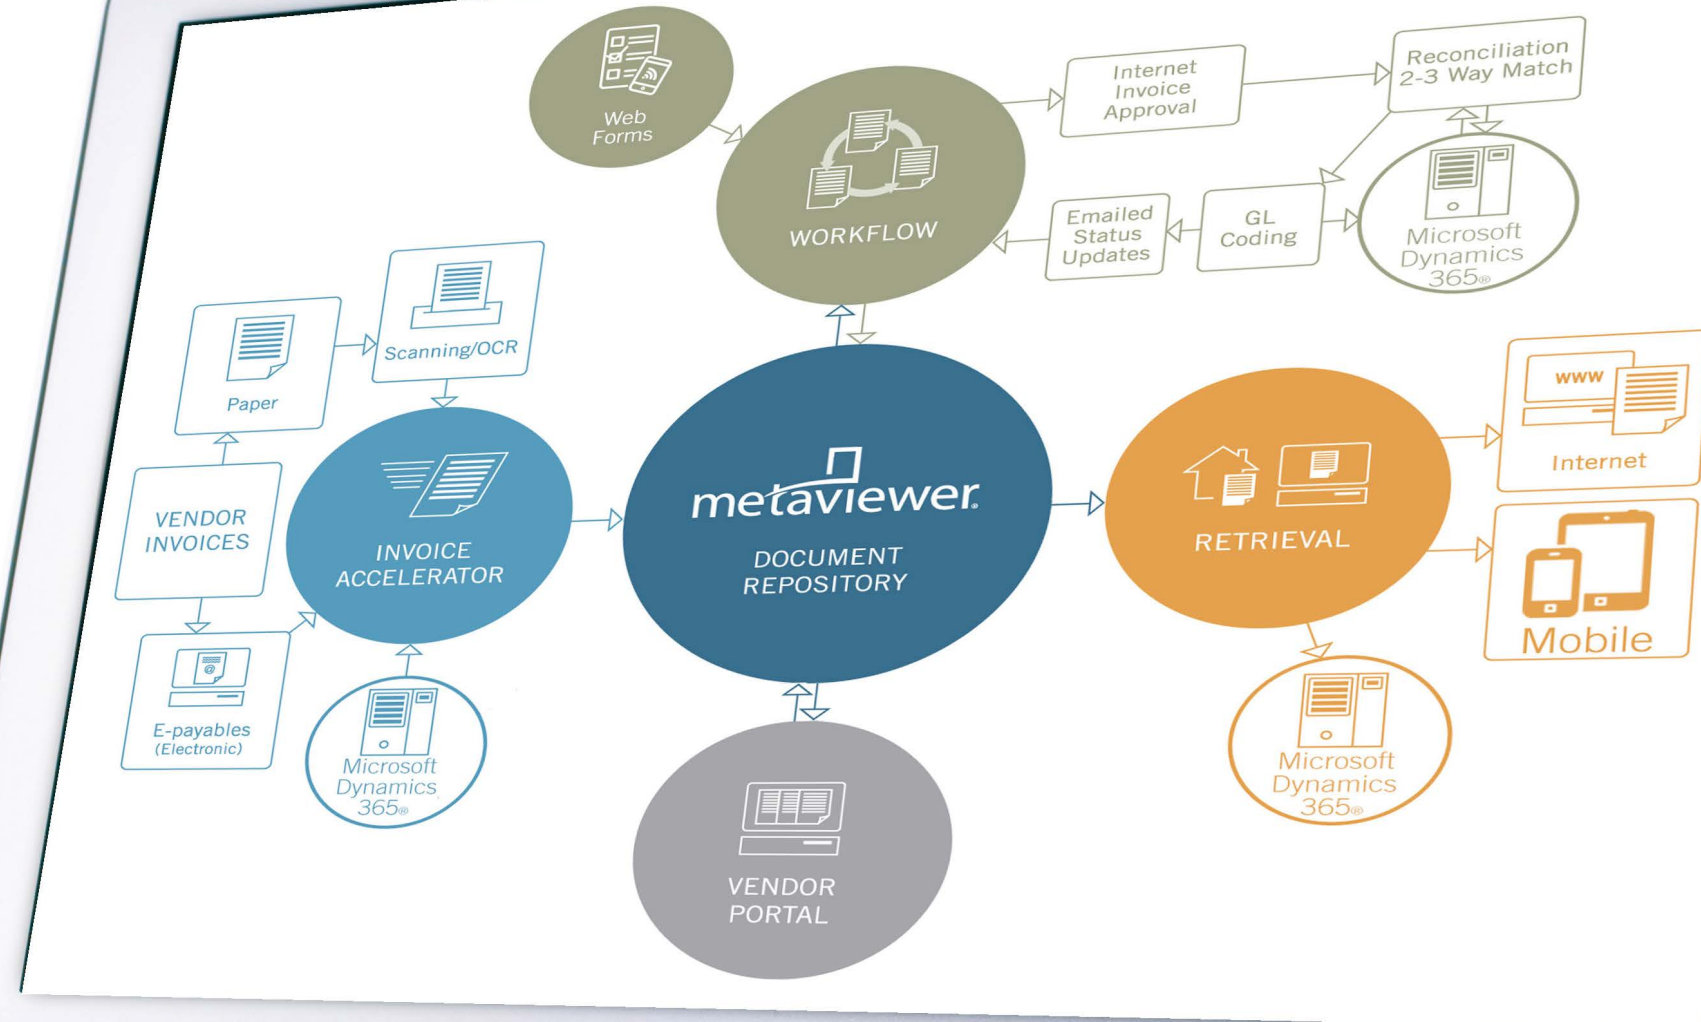 Web
Forms
WORKFLOW
Internet
Invoice
Approval
Reconciliation
2-3 Way Match
Emailed
Status
Updates
GL
Coding
Microsoft
Dynamics
365®
Scanning/OCR
Paper
VENDOR
INVOICES
INVOICE
ACCELERATOR
@
E-payables
(Electronic)
Microsoft
Dynamics
365®
metaviewer®
DOCUMENT
REPOSITORY
RETRIEVAL
www
Internet
Mobile
Microsoft
Dynamics
365®
VENDOR
PORTAL